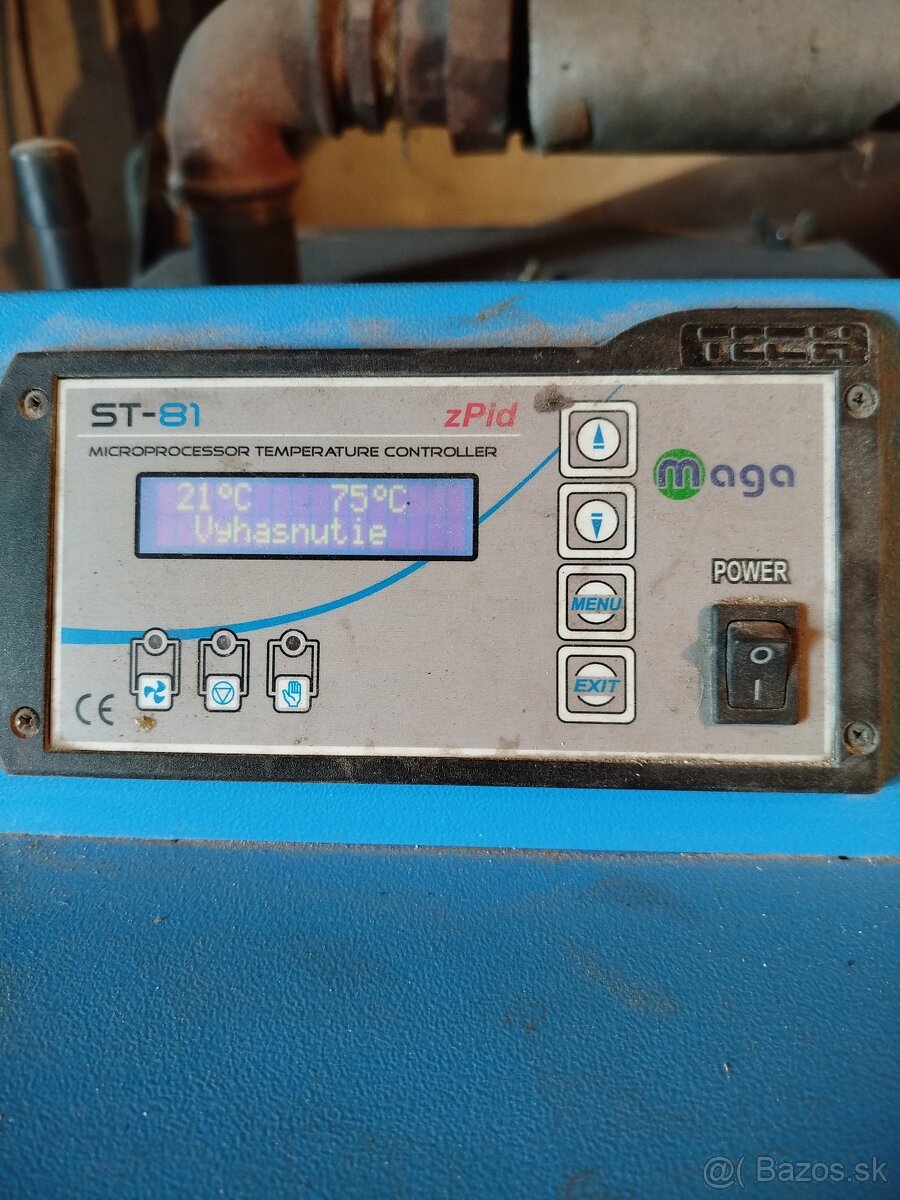 TECH
ST-81
zPid
MICROPROCESSOR TEMPERATURE CONTROLLER
21°C 75°C
Vyhasnutie
maga
POWER
MENU
EXIT
CE
@( Bazos.sk